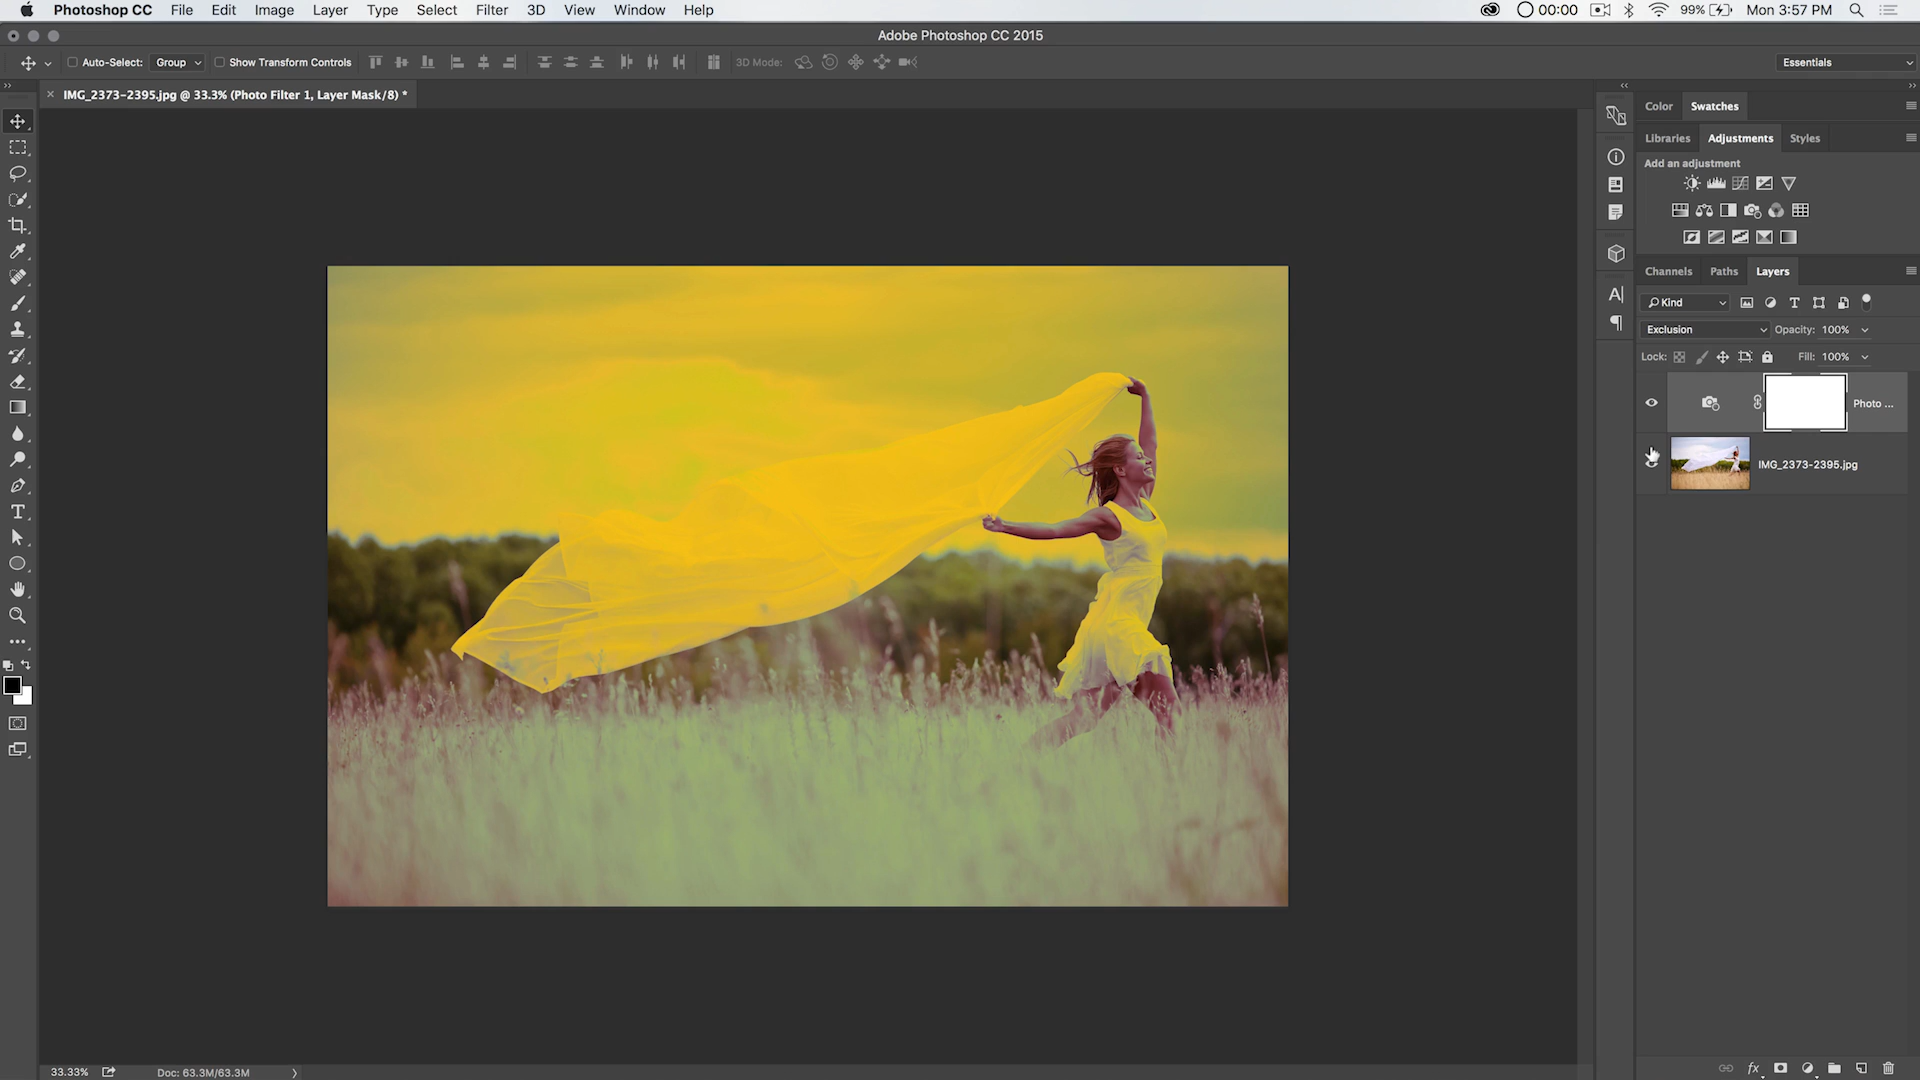 Photoshop CC File Edit Image Layer Type Select Filter 3D View Window Help 00:00 99% Mon 3:57 PM
Adobe Photoshop CC 2015
Auto-Select: Group Show Transform Controls 3D Mode: Essentials
IMG_2373-2395.jpg @ 33.3% (Photo Filter 1, Layer Mask/8) *
Color Swatches
Libraries Adjustments Styles
Add an adjustment
Channels Paths Layers
Kind
Exclusion Opacity: 100%
Lock: Fill: 100%
Photo ...
IMG_2373-2395.jpg
33.33% Doc: 63.3M/63.3M